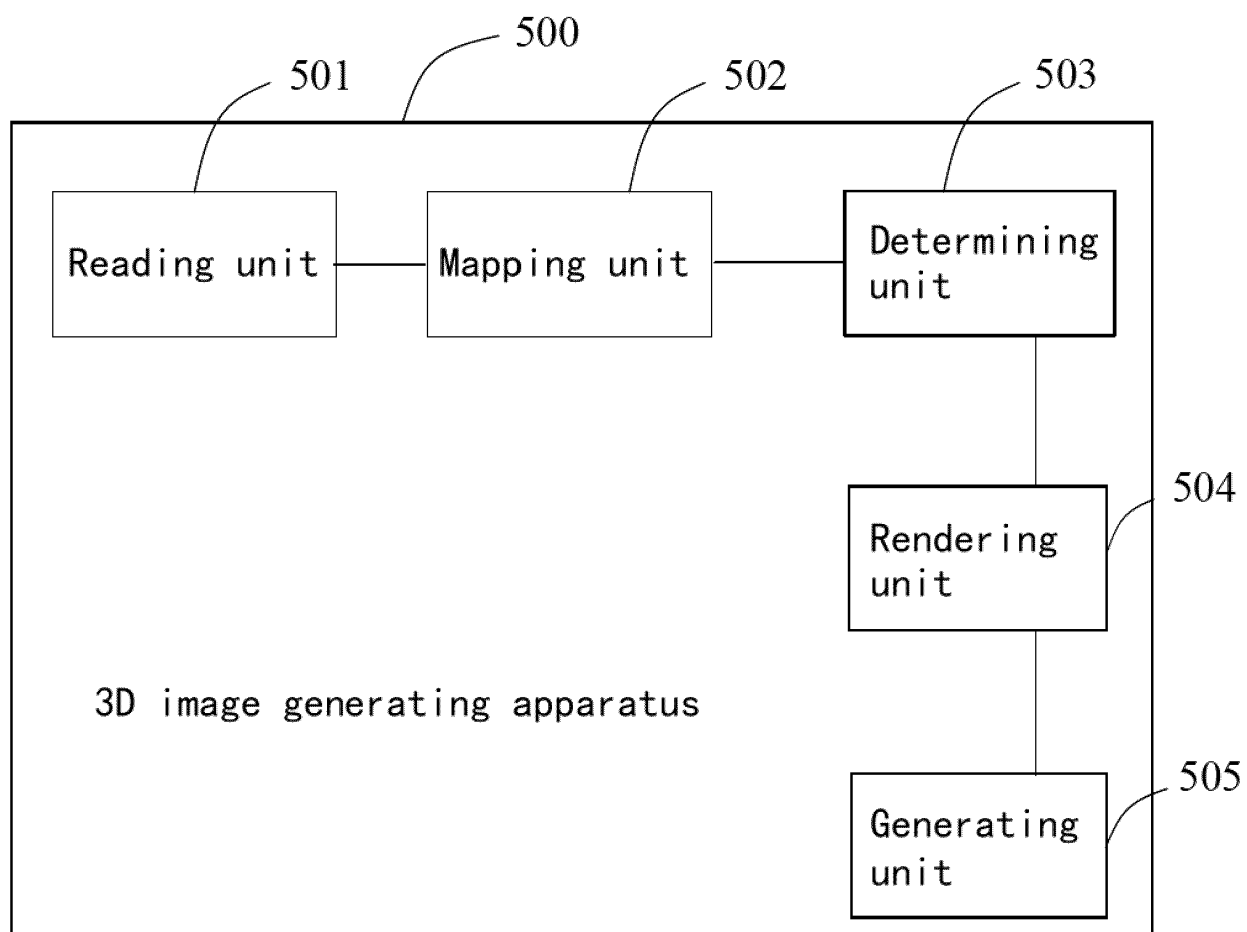 500
501
502
503
Reading unit
Mapping unit
Determining
unit
504
Rendering
unit
3D image generating apparatus
505
Generating
unit